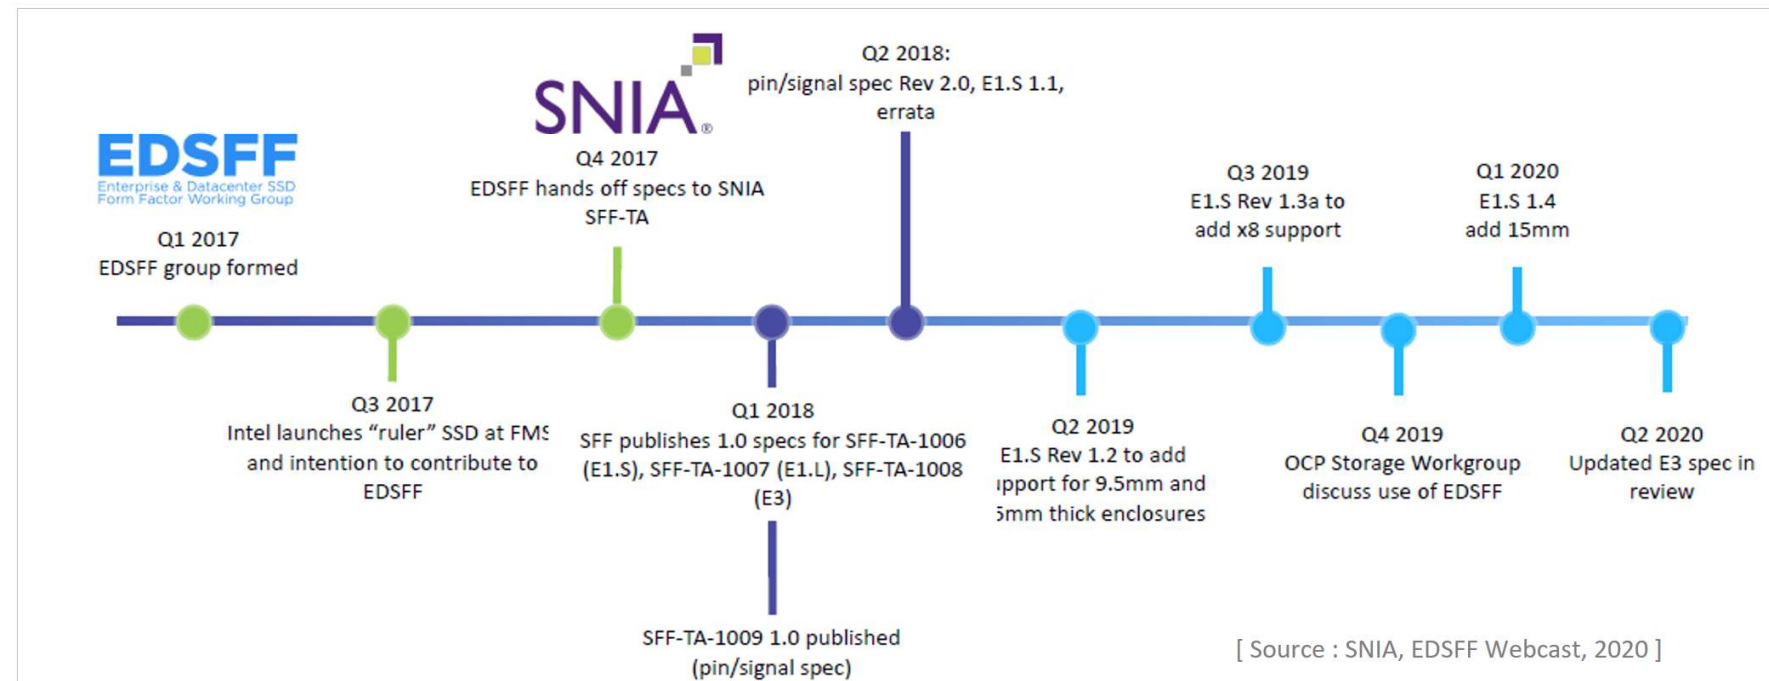 EDSFF
Enterprise & Datacenter SSD
Form Factor Working Group
Q1 2017
EDSFF group formed
Q3 2017
Intel launches “ruler” SSD at FMS
and intention to contribute to
EDSFF
SNIA®
Q4 2017
EDSFF hands off specs to SNIA
SFF-TA
Q1 2018
SFF publishes 1.0 specs for SFF-TA-1006
(E1.S), SFF-TA-1007 (E1.L), SFF-TA-1008
(E3)
SFF-TA-1009 1.0 published
(pin/signal spec)
Q2 2018:
pin/signal spec Rev 2.0, E1.S 1.1,
errata
Q2 2019
E1.S Rev 1.2 to add
for 9.5mm and
thick enclosures
Q3 2019
E1.S Rev 1.3a to
add x8 support
Q4 2019
OCP Storage Workgroup
discuss use of EDSFF
Q1 2020
E1.S 1.4
add 15mm
Q2 2020
Updated E3 spec in
review
[ Source : SNIA, EDSFF Webcast, 2020 ]